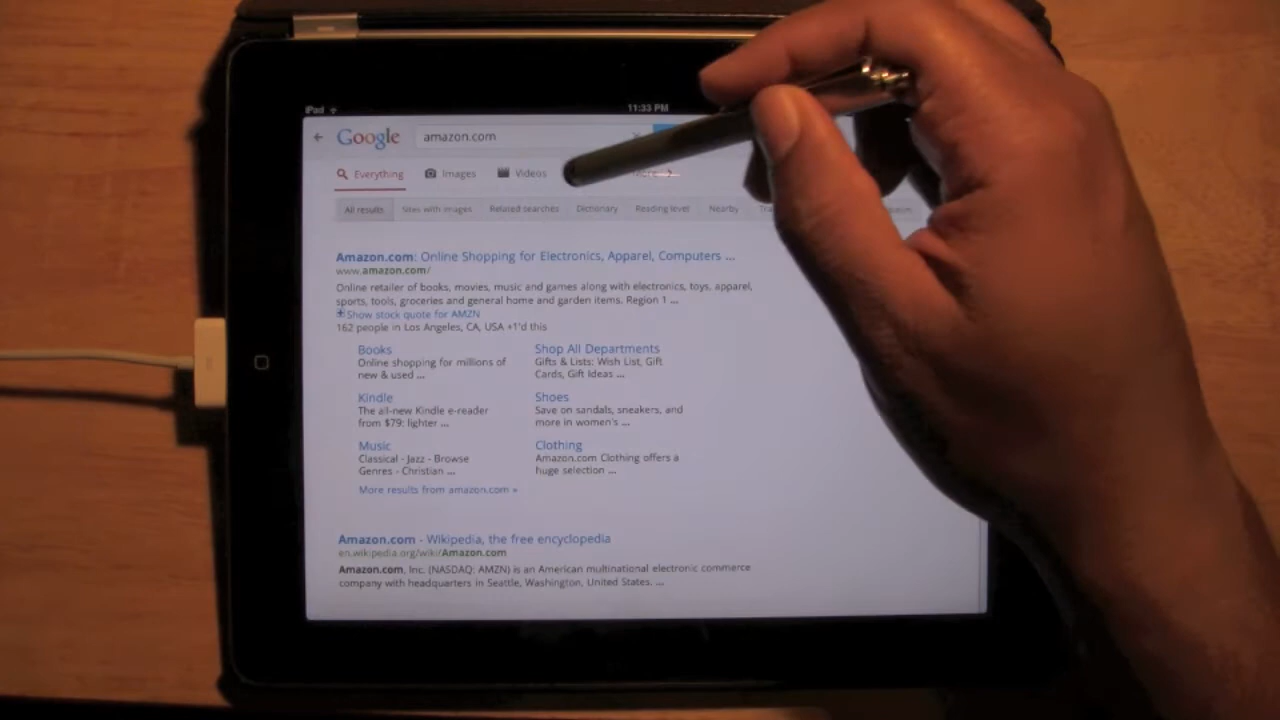 iPad 11:33 PM
Google amazon.com
Everything Images Videos More
All results Sites with images Related searches Dictionary Reading level Nearby
Amazon.com: Online Shopping for Electronics, Apparel, Computers ...
www.amazon.com/
Online retailer of books, movies, music and games along with electronics, toys, apparel,
sports, tools, groceries and general home and garden items. Region 1 ...
Show stock quote for AMZN
162 people in Los Angeles, CA, USA +1'd this
Books
Online shopping for millions of
new & used ...
Shop All Departments
Gifts & Lists: Wish List, Gift
Cards, Gift Ideas ...
Kindle
The all-new Kindle e-reader
from $79: lighter ...
Shoes
Save on sandals, sneakers, and
more in women's ...
Music
Classical - Jazz - Browse
Genres - Christian ...
Clothing
Amazon.com Clothing offers a
huge selection ...
More results from amazon.com »
Amazon.com - Wikipedia, the free encyclopedia
en.wikipedia.org/wiki/Amazon.com
Amazon.com, Inc. (NASDAQ: AMZN) is an American multinational electronic commerce
company with headquarters in Seattle, Washington, United States. ...